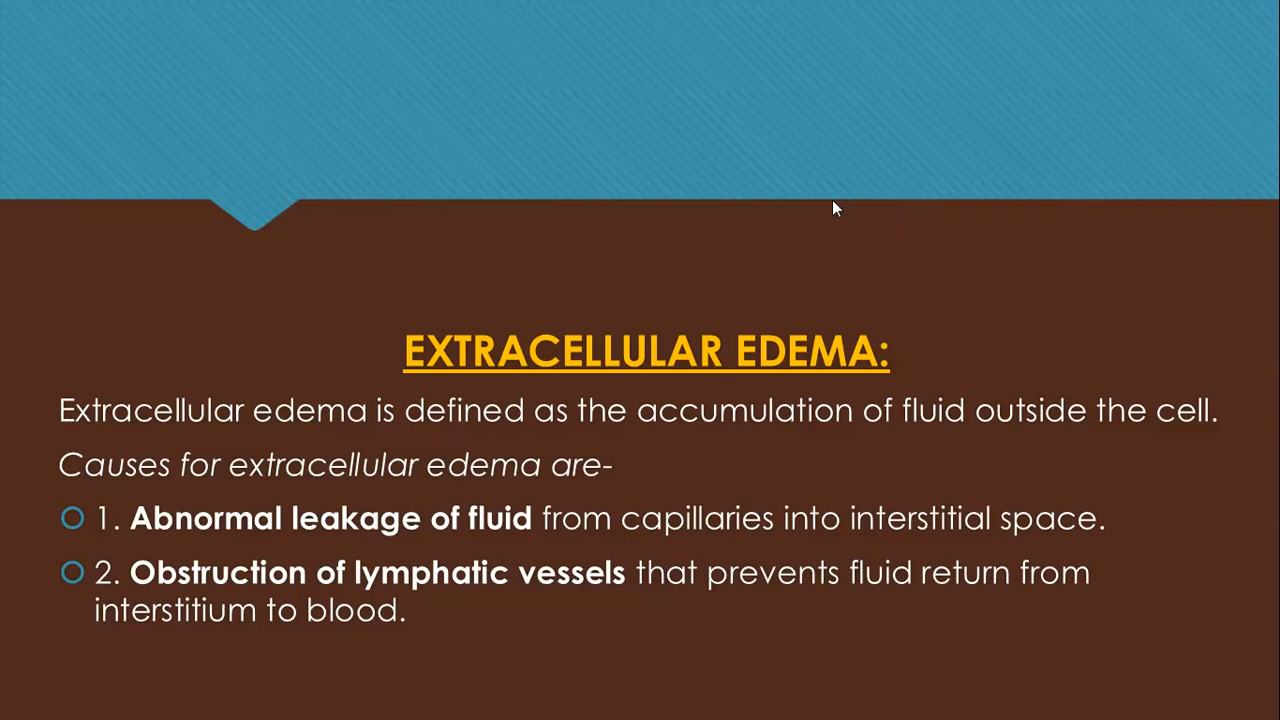 EXTRACELLULAR EDEMA:
Extracellular edema is defined as the accumulation of fluid outside the cell.
Causes for extracellular edema are-
1. Abnormal leakage of fluid from capillaries into interstitial space.
2. Obstruction of lymphatic vessels that prevents fluid return from
interstitium to blood.